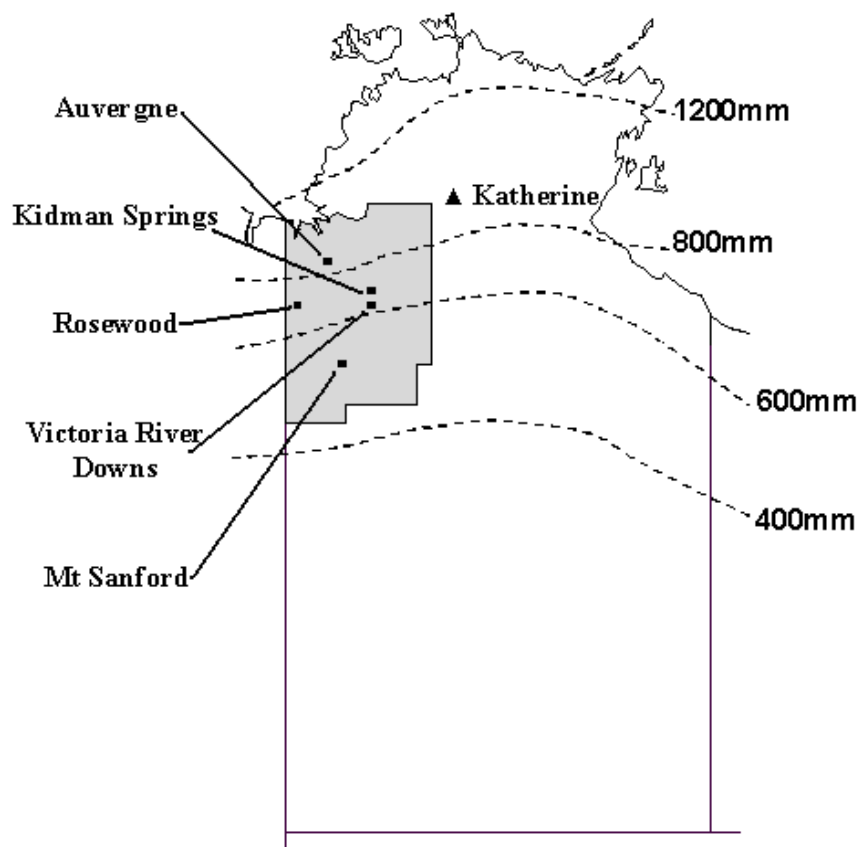 Auvergne
1200mm
▲ Katherine
Kidman Springs
800mm
Rosewood
600mm
Victoria River
Downs
400mm
Mt Sanford